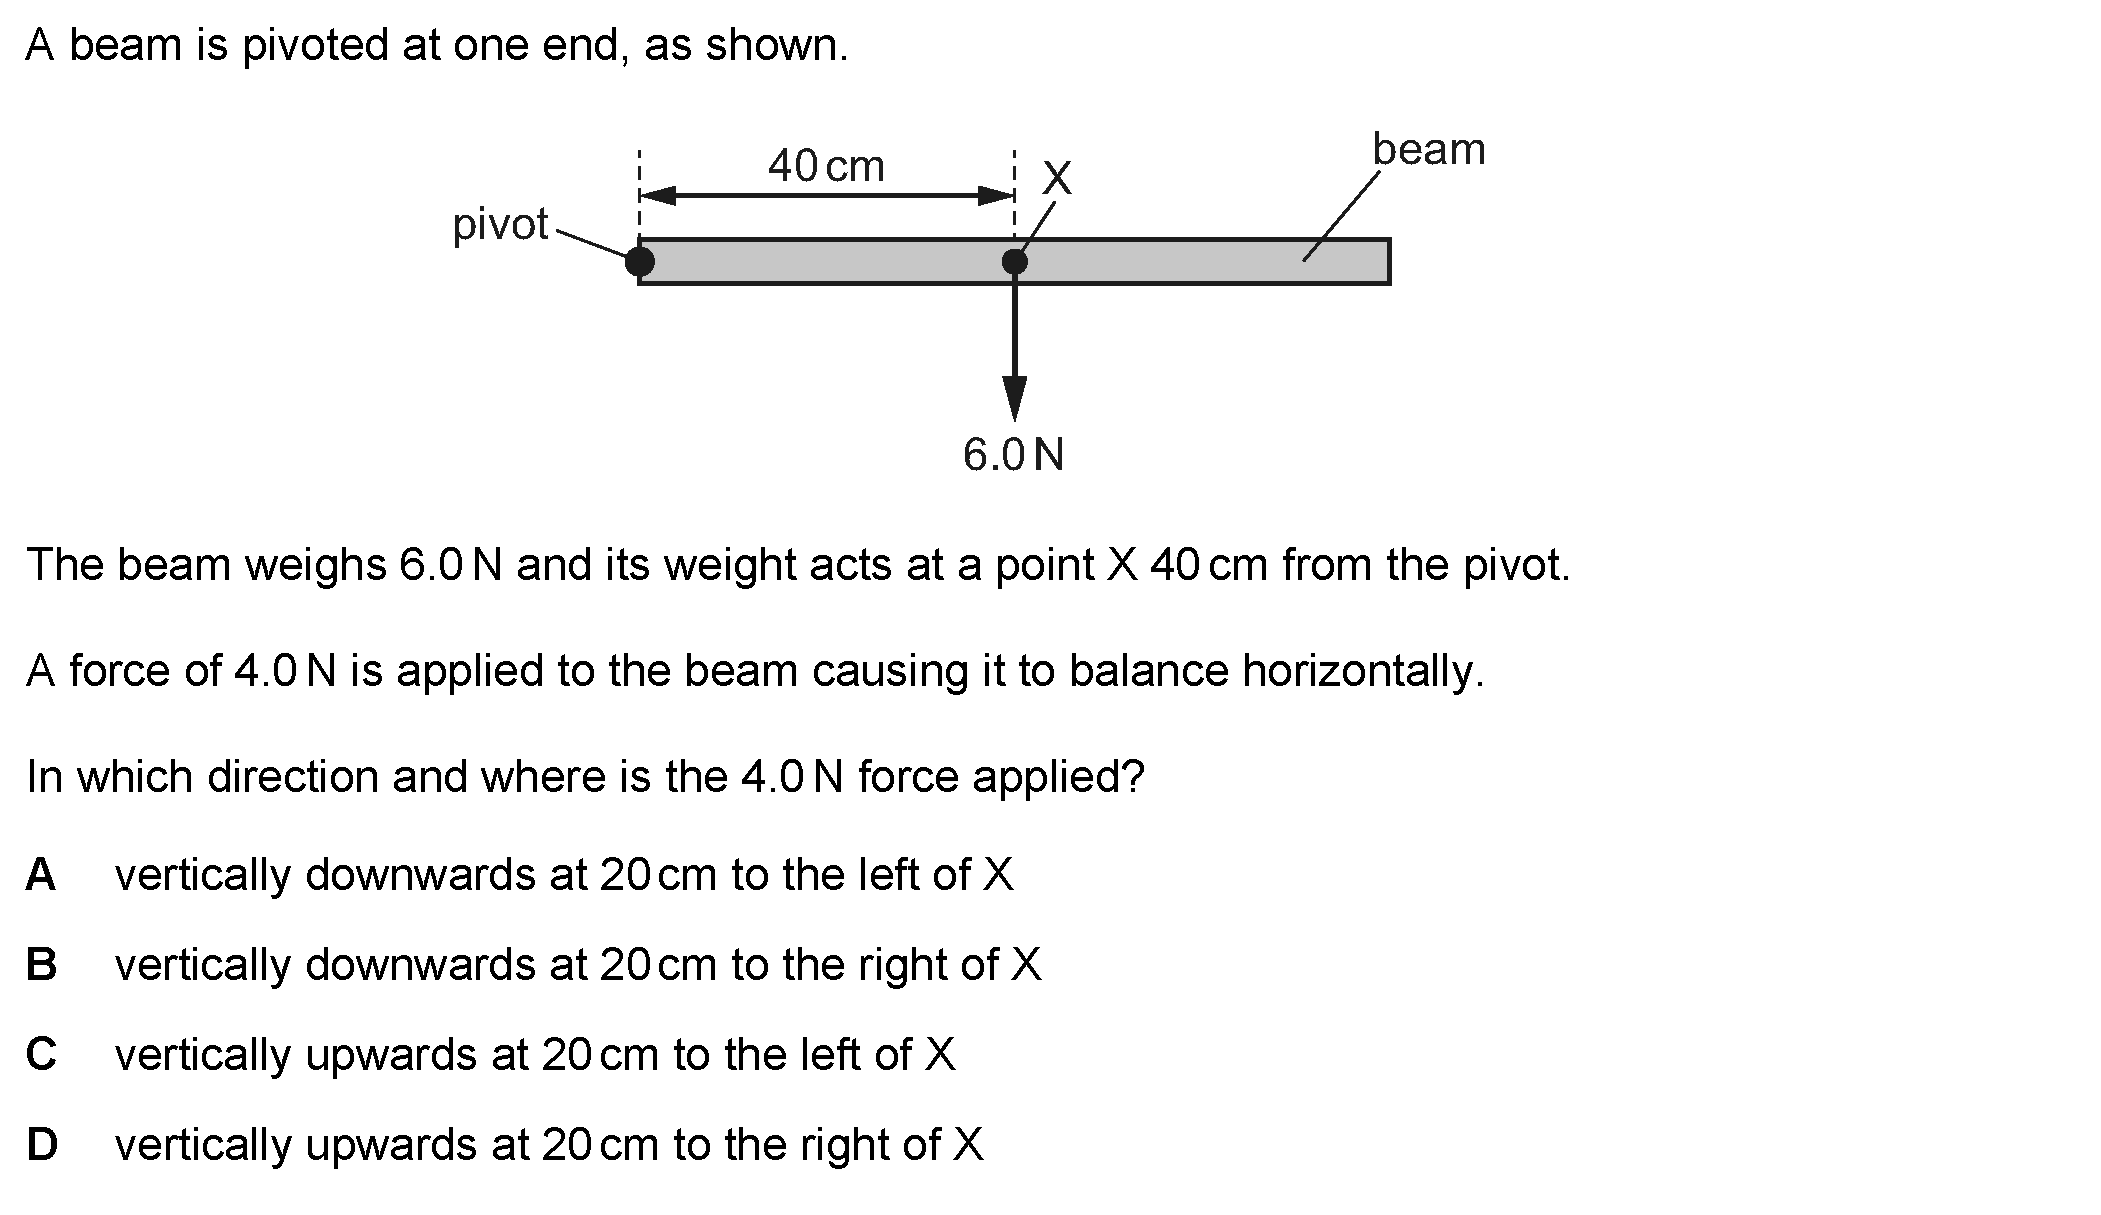 A beam is pivoted at one end, as shown.
40 cm
X
beam
pivot
6.0 N
The beam weighs 6.0 N and its weight acts at a point X 40 cm from the pivot.
A force of 4.0 N is applied to the beam causing it to balance horizontally.
In which direction and where is the 4.0 N force applied?
A vertically downwards at 20 cm to the left of X
B vertically downwards at 20 cm to the right of X
C vertically upwards at 20 cm to the left of X
D vertically upwards at 20 cm to the right of X